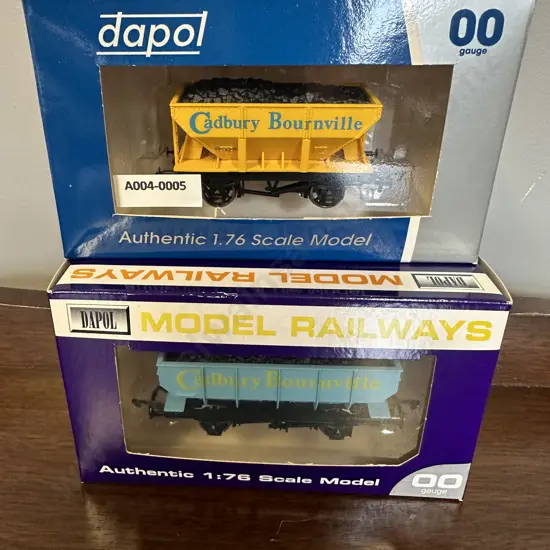 dapol
00
gauge
Cadbury Bournville
A004-0005
Authentic 1.76 Scale Model
MODEL RAILWAYS
DAPOL
DAPOL
MODEL RAILWAYS
Cadbury Bournville
Authentic 1:76 Scale Model
00
gauge